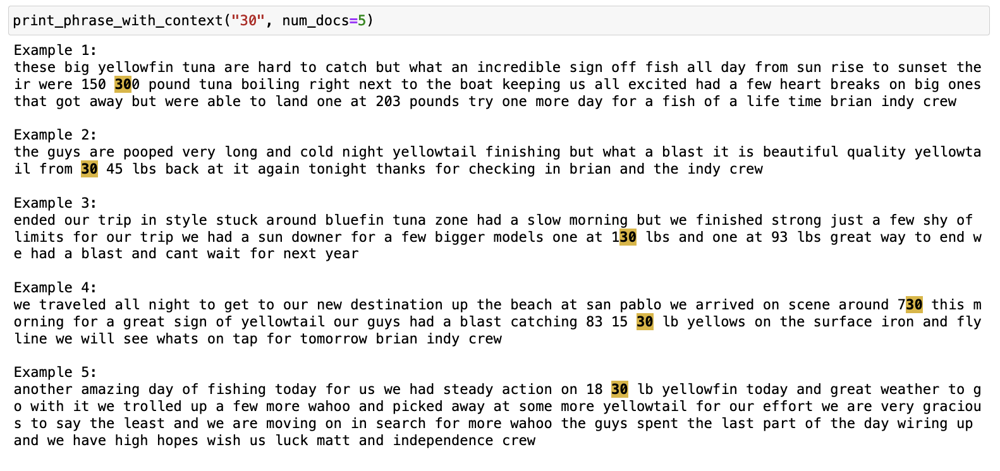 print_phrase_with_context("30", num_docs=5)
Example 1:
these big yellowfin tuna are hard to catch but what an incredible sign off fish all day from sun rise to sunset the
ir were 150 300 pound tuna boiling right next to the boat keeping us all excited had a few heart breaks on big ones
that got away but were able to land one at 203 pounds try one more day for a fish of a life time brian indy crew
Example 2:
the guys are pooped very long and cold night yellowtail finishing but what a blast it is beautiful quality yellowta
il from 30 45 lbs back at it again tonight thanks for checking in brian and the indy crew
Example 3:
ended our trip in style stuck around bluefin tuna zone had a slow morning but we finished strong just a few shy of
limits for our trip we had a sun downer for a few bigger models one at 130 lbs and one at 93 lbs great way to end w
e had a blast and cant wait for next year
Example 4:
we traveled all night to get to our new destination up the beach at san pablo we arrived on scene around 730 this m
orning for a great sign of yellowtail our guys had a blast catching 83 15 30 lb yellows on the surface iron and fly
line we will see whats on tap for tomorrow brian indy crew
Example 5:
another amazing day of fishing today for us we had steady action on 18 30 lb yellowfin today and great weather to g
o with it we trolled up a few more wahoo and picked away at some more yellowtail for our effort we are very graciou
s to say the least and we are moving on in search for more wahoo the guys spent the last part of the day wiring up
and we have high hopes wish us luck matt and independence crew